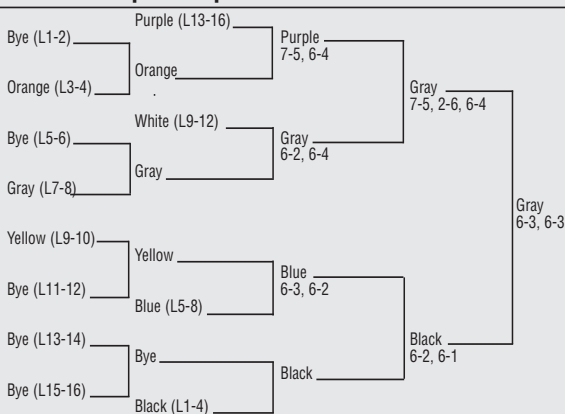 Bye (L1-2)
Orange (L3-4)
Bye (L5-6)
Gray (L7-8)
Yellow (L9-10)
Bye (L11-12)
Bye (L13-14)
Bye (L15-16)
Purple (L13-16)
Orange
White (L9-12)
Gray
Yellow
Blue (L5-8)
Bye
Black (L1-4)
Purple
7-5, 6-4
Gray
6-2, 6-4
Blue
6-3, 6-2
Black
Gray
7-5, 2-6, 6-4
Black
6-2, 6-1
Gray
6-3, 6-3